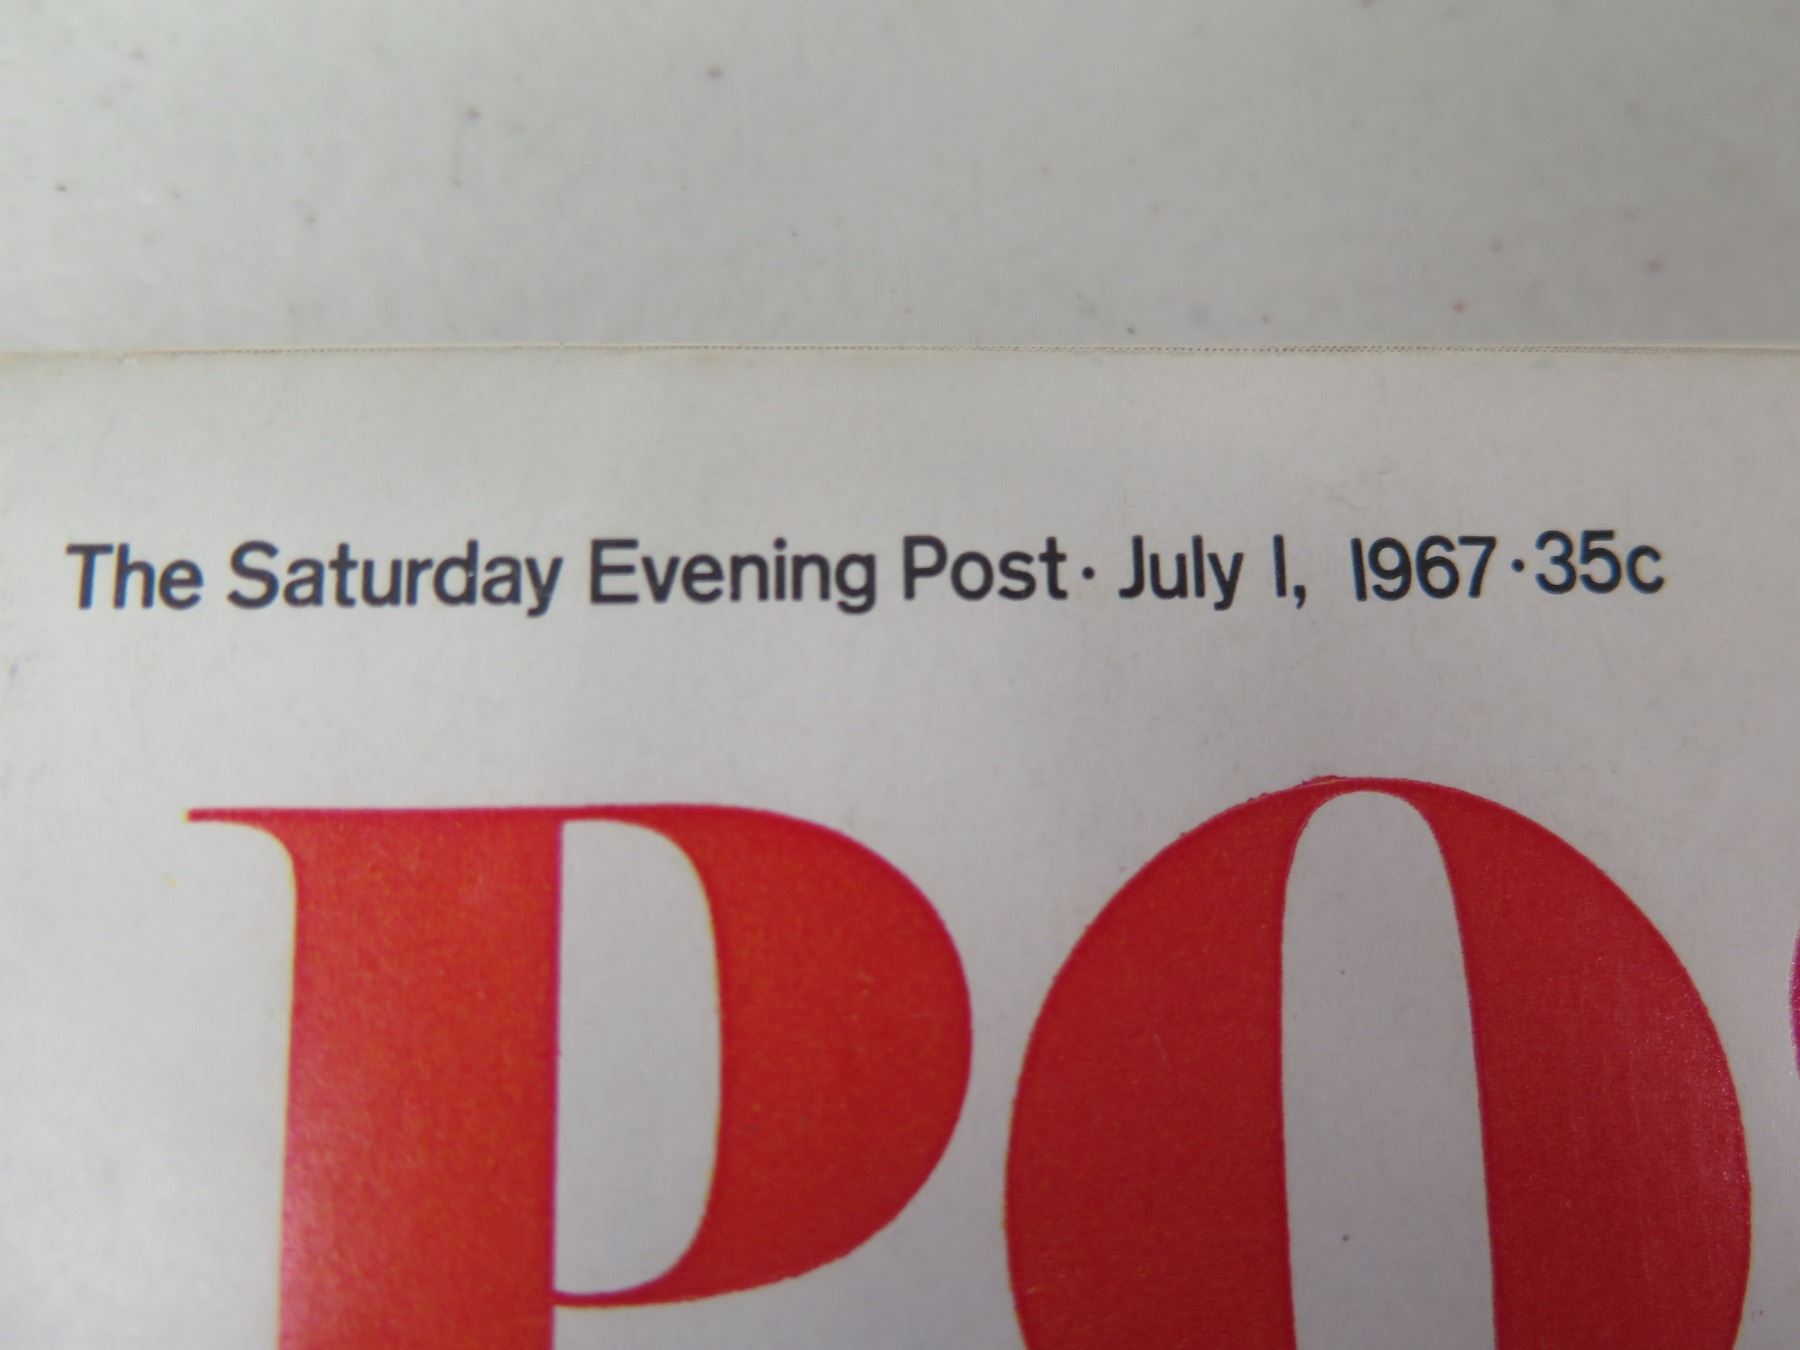 The Saturday Evening Post · July 1, 1967 · 35c
PO